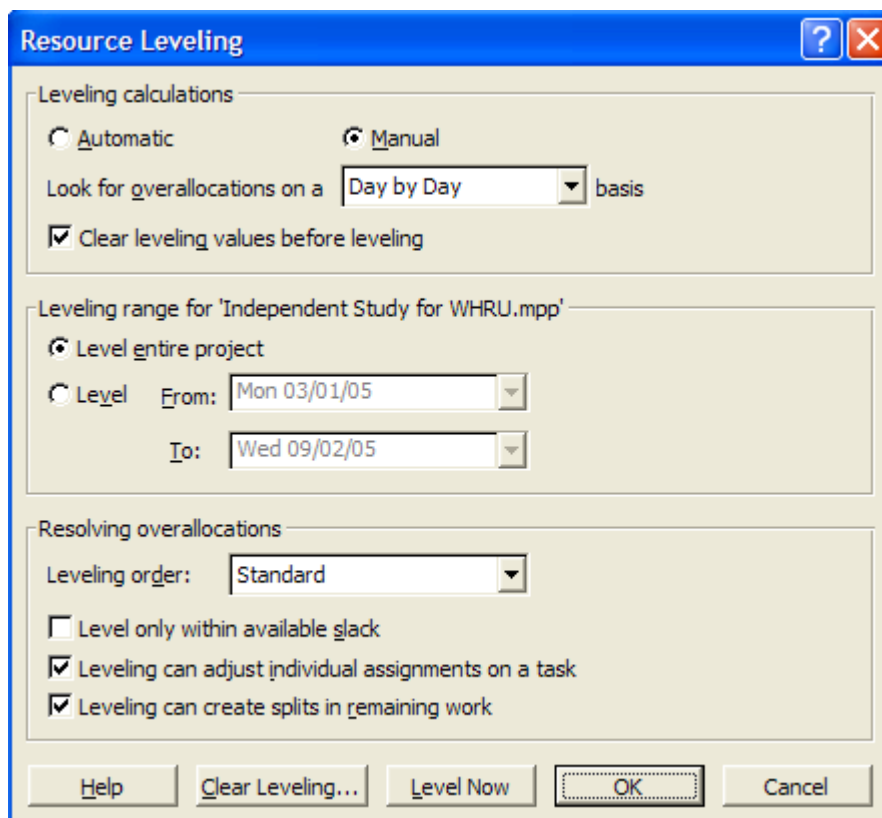 Resource Leveling
Leveling calculations
Automatic Manual
Look for overallocations on a Day by Day basis
Clear leveling values before leveling
Leveling range for 'Independent Study for WHRU.mpp'
Level entire project
Level From: Mon 03/01/05
To: Wed 09/02/05
Resolving overallocations
Leveling order: Standard
Level only within available slack
Leveling can adjust individual assignments on a task
Leveling can create splits in remaining work
Help Clear Leveling... Level Now OK Cancel